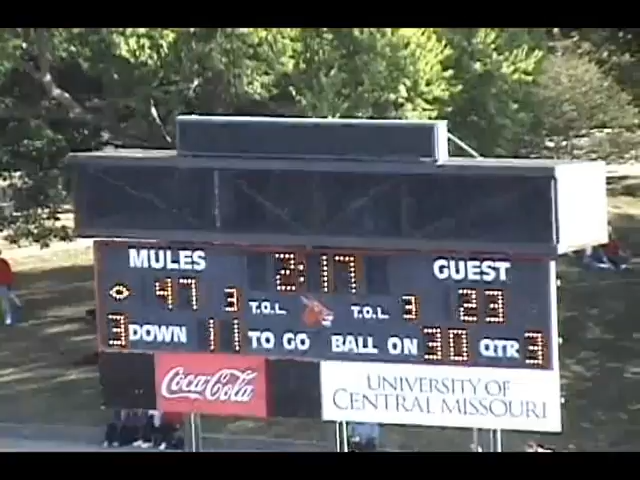 MULES 2:17 GUEST
47 3 T.O.L. T.O.L. 3 23
3 DOWN 11 TO GO BALL ON 30 QTR 3
Coca-Cola
UNIVERSITY OF
CENTRAL MISSOURI